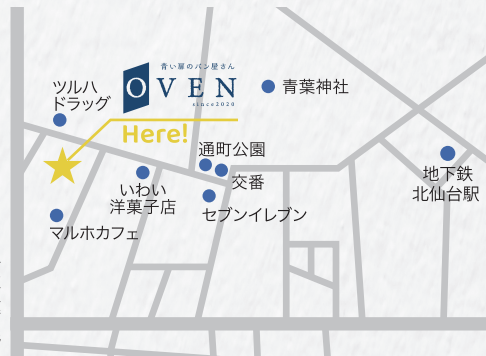 青い扉のパン屋さん
OVEN
since2020
ツルハ
ドラッグ
Here!
青葉神社
通町公園
交番
いわい
洋菓子店
セブンイレブン
マルホカフェ
地下鉄
北仙台駅